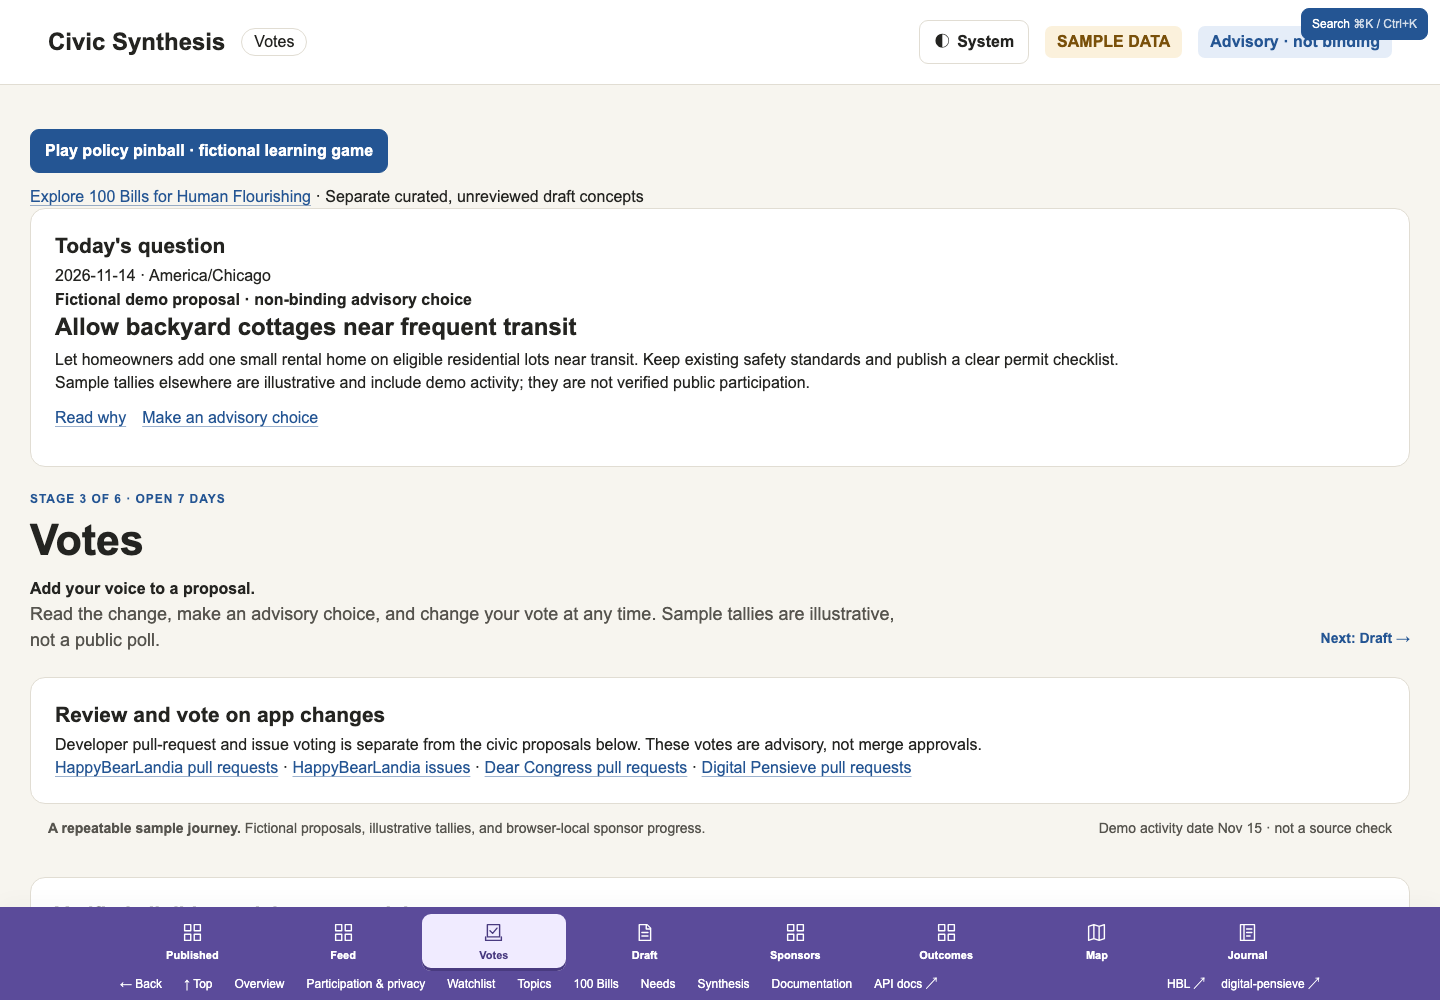 Civic Synthesis Votes System SAMPLE DATA Advisory · not binding
Search ⌘K / Ctrl+K
Play policy pinball · fictional learning game
Explore 100 Bills for Human Flourishing · Separate curated, unreviewed draft concepts
Today's question
2026-11-14 · America/Chicago
Fictional demo proposal · non-binding advisory choice
Allow backyard cottages near frequent transit
Let homeowners add one small rental home on eligible residential lots near transit. Keep existing safety standards and publish a clear permit checklist.
Sample tallies elsewhere are illustrative and include demo activity; they are not verified public participation.
Read why Make an advisory choice
STAGE 3 OF 6 · OPEN 7 DAYS
Votes
Add your voice to a proposal.
Read the change, make an advisory choice, and change your vote at any time. Sample tallies are illustrative,
not a public poll.
Next: Draft →
Review and vote on app changes
Developer pull-request and issue voting is separate from the civic proposals below. These votes are advisory, not merge approvals.
HappyBearLandia pull requests · HappyBearLandia issues · Dear Congress pull requests · Digital Pensieve pull requests
A repeatable sample journey. Fictional proposals, illustrative tallies, and browser-local sponsor progress. Demo activity date Nov 15 · not a source check
Published Feed Votes Draft Sponsors Outcomes Map Journal
← Back ↑ Top Overview Participation & privacy Watchlist Topics 100 Bills Needs Synthesis Documentation API docs ↗ HBL ↗ digital-pensieve ↗